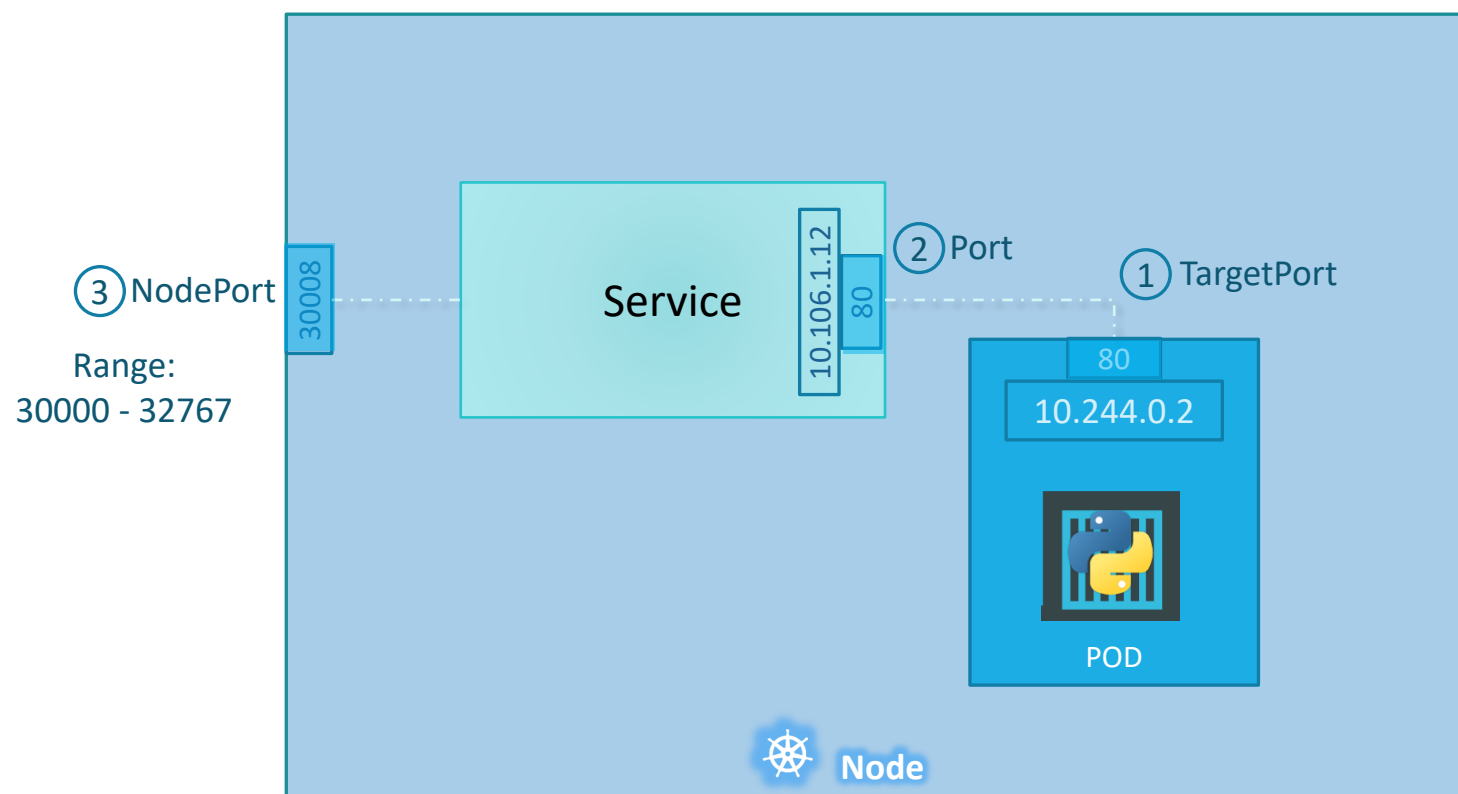 3 NodePort
Range:
30000 - 32767
30008
Service
10.106.1.12
80
2 Port
1 TargetPort
80
10.244.0.2
POD
Node